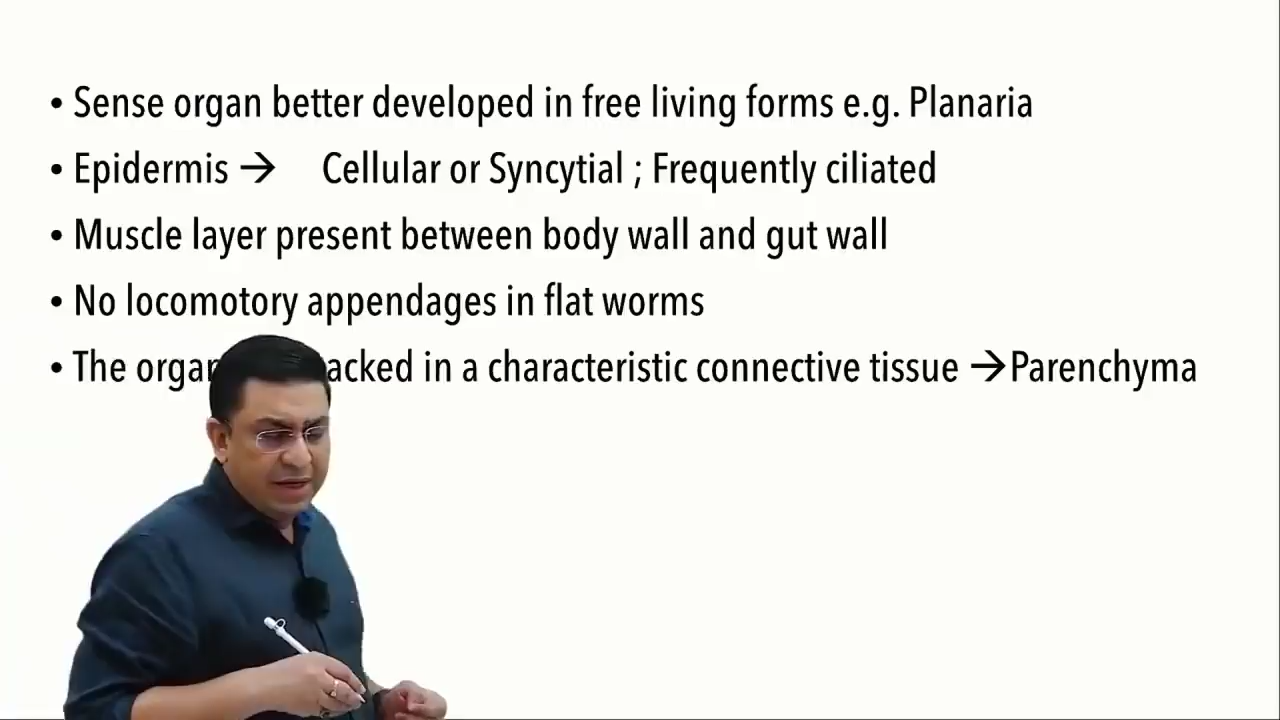 • Sense organ better developed in free living forms e.g. Planaria
• Epidermis → Cellular or Syncytial ; Frequently ciliated
• Muscle layer present between body wall and gut wall
• No locomotory appendages in flat worms
• The in a characteristic connective tissue → Parenchyma